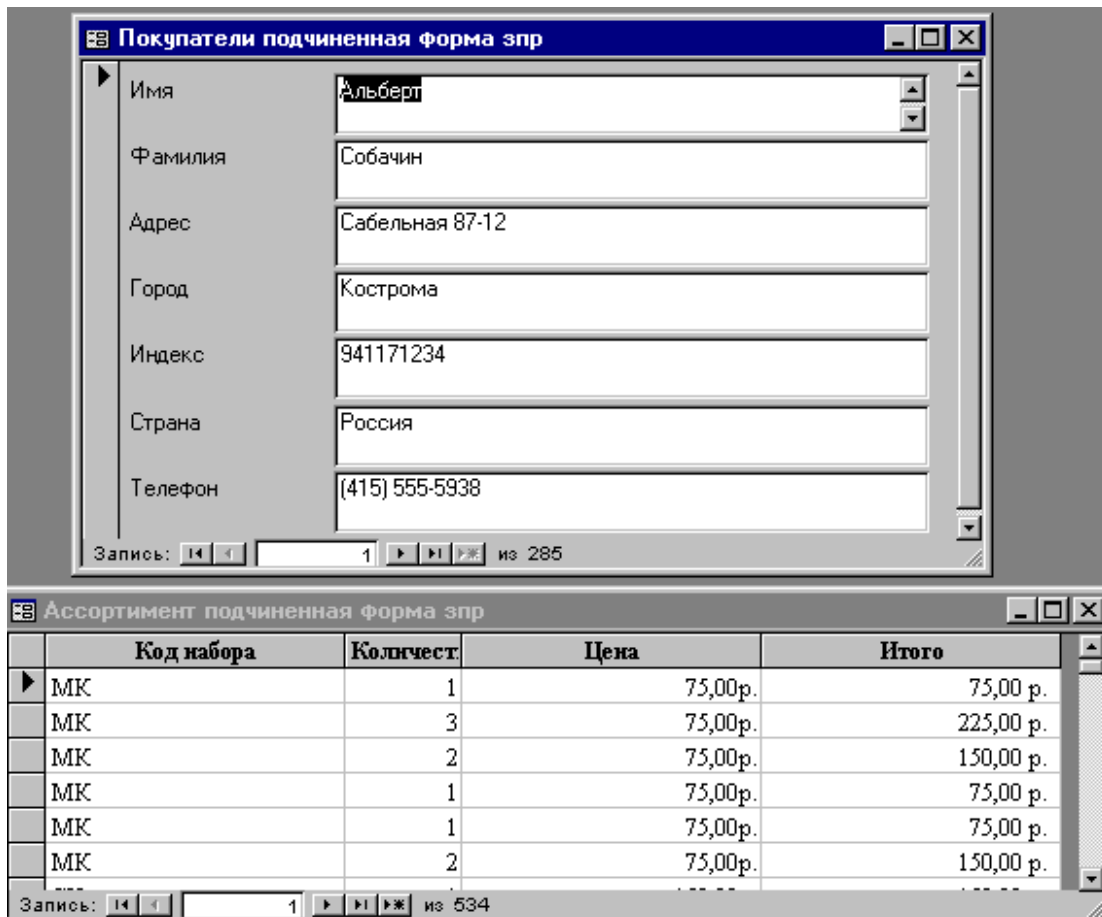 Покупатели подчиненная форма зпр
Имя Альберт
Фамилия Собачин
Адрес Сабельная 87-12
Город Кострома
Индекс 941171234
Страна Россия
Телефон (415) 555-5938
Запись: 1 из 285
Ассортимент подчиненная форма зпр
Код набора Количест Цена Итого
МК 1 75,00р. 75,00 р.
МК 3 75,00р. 225,00 р.
МК 2 75,00р. 150,00 р.
МК 1 75,00р. 75,00 р.
МК 1 75,00р. 75,00 р.
МК 2 75,00р. 150,00 р.
Запись: 1 из 534